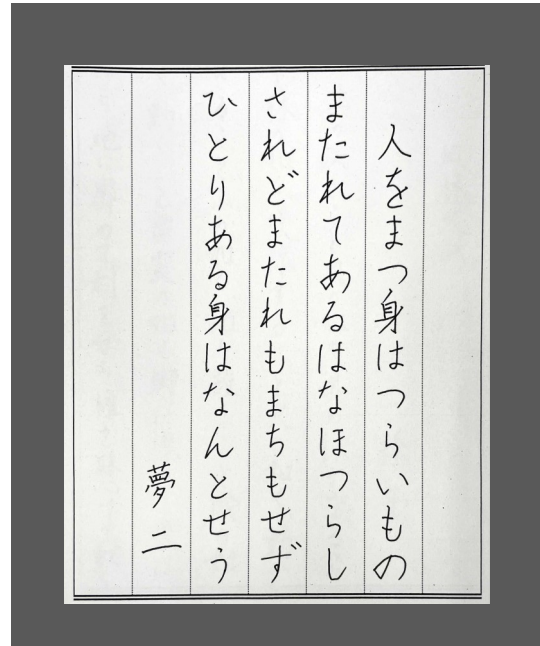 人をまつ身はつらいもの
またれてあるはなほつらし
されどまたれもまちもせず
ひとりある身はなんとせう
夢二